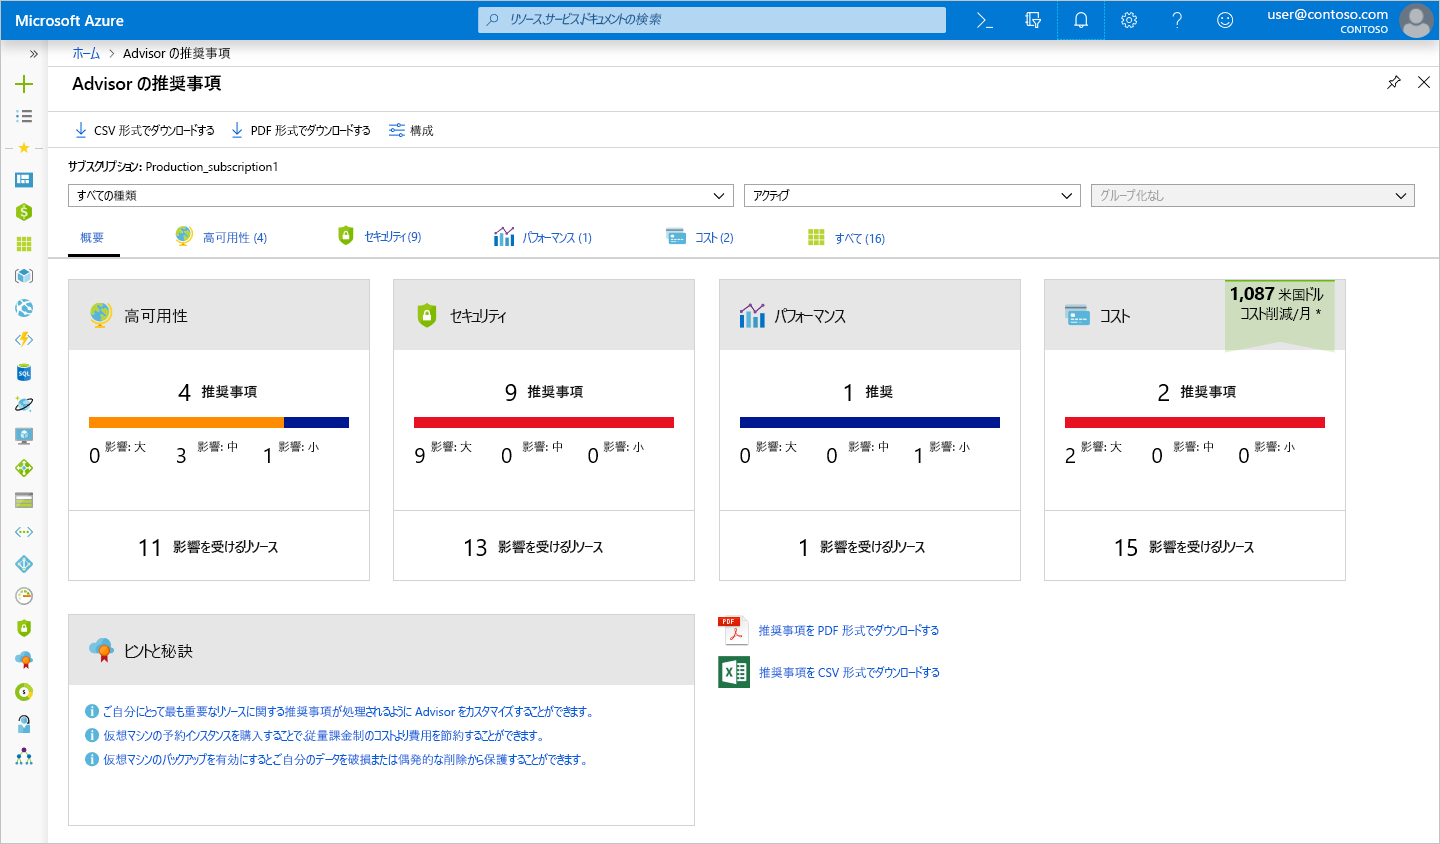 Microsoft Azure
リソース､サービス､ドキュメントの検索
user@contoso.com
CONTOSO
ホーム > Advisor の推奨事項
Advisor の推奨事項
CSV 形式でダウンロードする PDF 形式でダウンロードする 構成
サブスクリプション: Production_subscription1
すべての種類 アクティブ グループ化なし
概要 高可用性 (4) セキュリティ(9) パフォーマンス (1) コスト (2) すべて (16)
高可用性
4 推奨事項
0 影響: 大 3 影響: 中 1 影響: 小
11 影響を受けるリソース
セキュリティ
9 推奨事項
9 影響: 大 0 影響: 中 0 影響: 小
13 影響を受けるリソース
パフォーマンス
1 推奨
0 影響: 大 0 影響: 中 1 影響: 小
1 影響を受けるリソース
コスト
1,087 米国ドル
コスト削減/月 *
2 推奨事項
2 影響: 大 0 影響: 中 0 影響: 小
15 影響を受けるリソース
ヒントと秘訣
ご自分にとって最も重要なリソースに関する推奨事項が処理されるように Advisor をカスタマイズすることができます。
仮想マシンの予約インスタンスを購入することで､従量課金制のコストより費用を節約することができます。
仮想マシンのバックアップを有効にするとご自分のデータを破損または偶発的な削除から保護することができます。
PDF
推奨事項を PDF 形式でダウンロードする
推奨事項を CSV 形式でダウンロードする